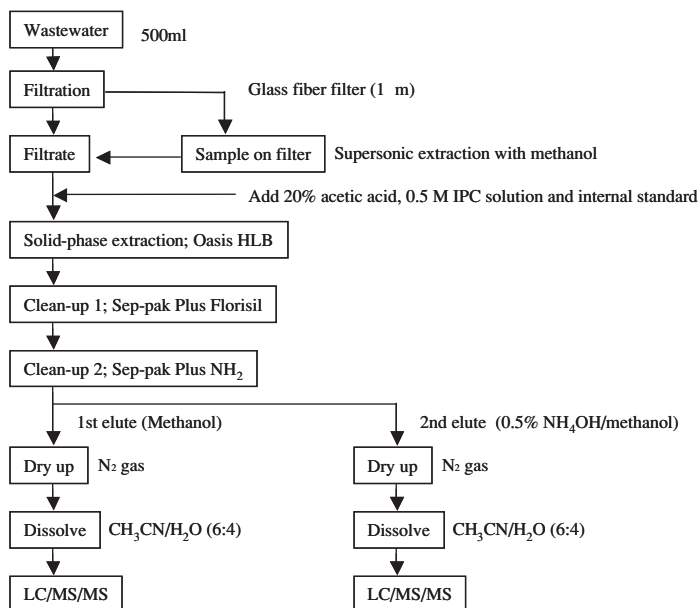 Wastewater
500ml
Filtration
Glass fiber filter (1 m)
Filtrate
Sample on filter
Supersonic extraction with methanol
Add 20% acetic acid, 0.5 M IPC solution and internal standard
Solid-phase extraction; Oasis HLB
Clean-up 1; Sep-pak Plus Florisil
Clean-up 2; Sep-pak Plus NH₂
1st elute (Methanol)
2nd elute (0.5% NH₄OH/methanol)
Dry up
N₂ gas
Dry up
N₂ gas
Dissolve
CH₃CN/H₂O (6:4)
Dissolve
CH₃CN/H₂O (6:4)
LC/MS/MS
LC/MS/MS